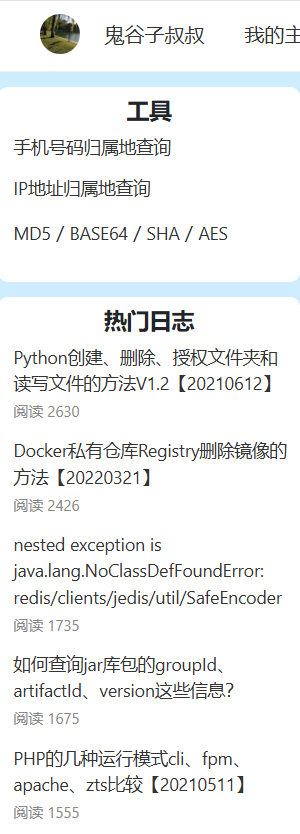 鬼谷子叔叔 我的主
工具
手机号码归属地查询
IP地址归属地查询
MD5 / BASE64 / SHA / AES
热门日志
Python创建、删除、授权文件夹和
读写文件的方法V1.2【20210612】
阅读 2630
Docker私有仓库Registry删除镜像的
方法【20220321】
阅读 2426
nested exception is
java.lang.NoClassDefFoundError:
redis/clients/jedis/util/SafeEncoder
阅读 1735
如何查询jar库包的groupId、
artifactId、version这些信息?
阅读 1675
PHP的几种运行模式cli、fpm、
apache、zts比较【20210511】
阅读 1555